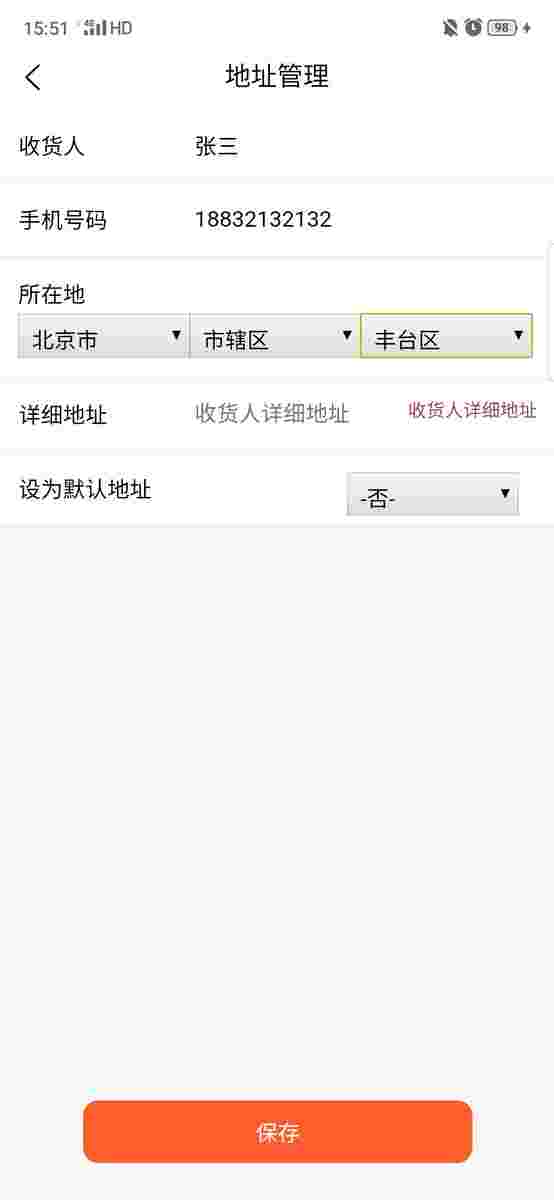 15:51 4G HD 98
地址管理
收货人 张三
手机号码 18832132132
所在地
北京市 市辖区 丰台区
详细地址 收货人详细地址 收货人详细地址
设为默认地址 -否-
保存